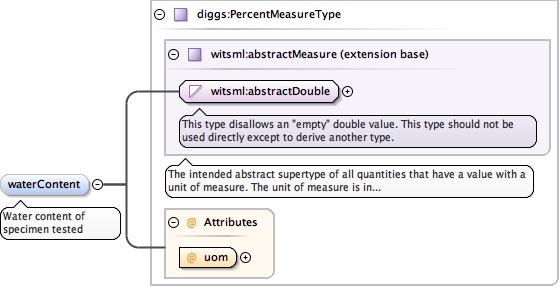 diggs:PercentMeasureType
witsml:abstractMeasure (extension base)
witsml:abstractDouble
This type disallows an "empty" double value. This type should not be
used directly except to derive another type.
The intended abstract supertype of all quantities that have a value with a
unit of measure. The unit of measure is in...
waterContent
Water content of
specimen tested
@ Attributes
@ uom